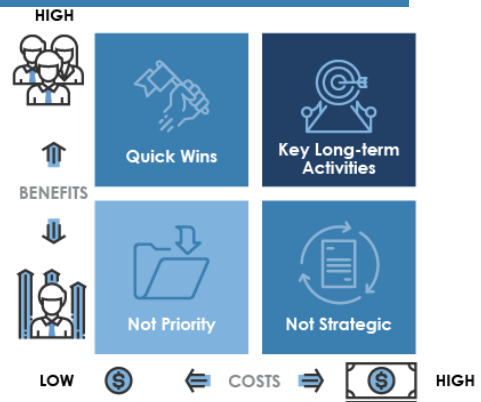 HIGH
Quick Wins
Key Long-term
Activities
BENEFITS
Not Priority
Not Strategic
LOW
$
COSTS
$
HIGH